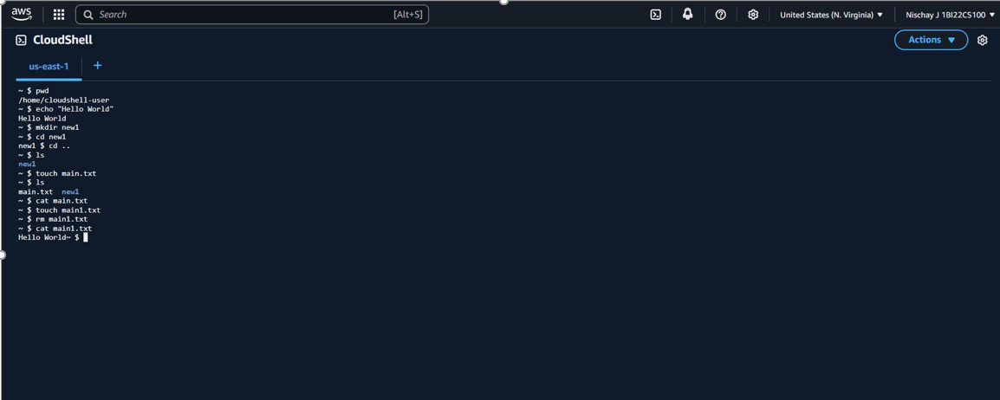 aws
Search [Alt+S]
United States (N. Virginia) ▼
Nischay J 1BI22CS100 ▼
CloudShell
Actions ▼
us-east-1 +
~ $ pwd
/home/cloudshell-user
~ $ echo "Hello World"
Hello World
~ $ mkdir new1
~ $ cd new1
new1 $ cd ..
~ $ ls
new1
~ $ touch main.txt
~ $ ls
main.txt  new1
~ $ cat main.txt
~ $ touch main1.txt
~ $ rm main1.txt
~ $ cat main1.txt
Hello World~ $